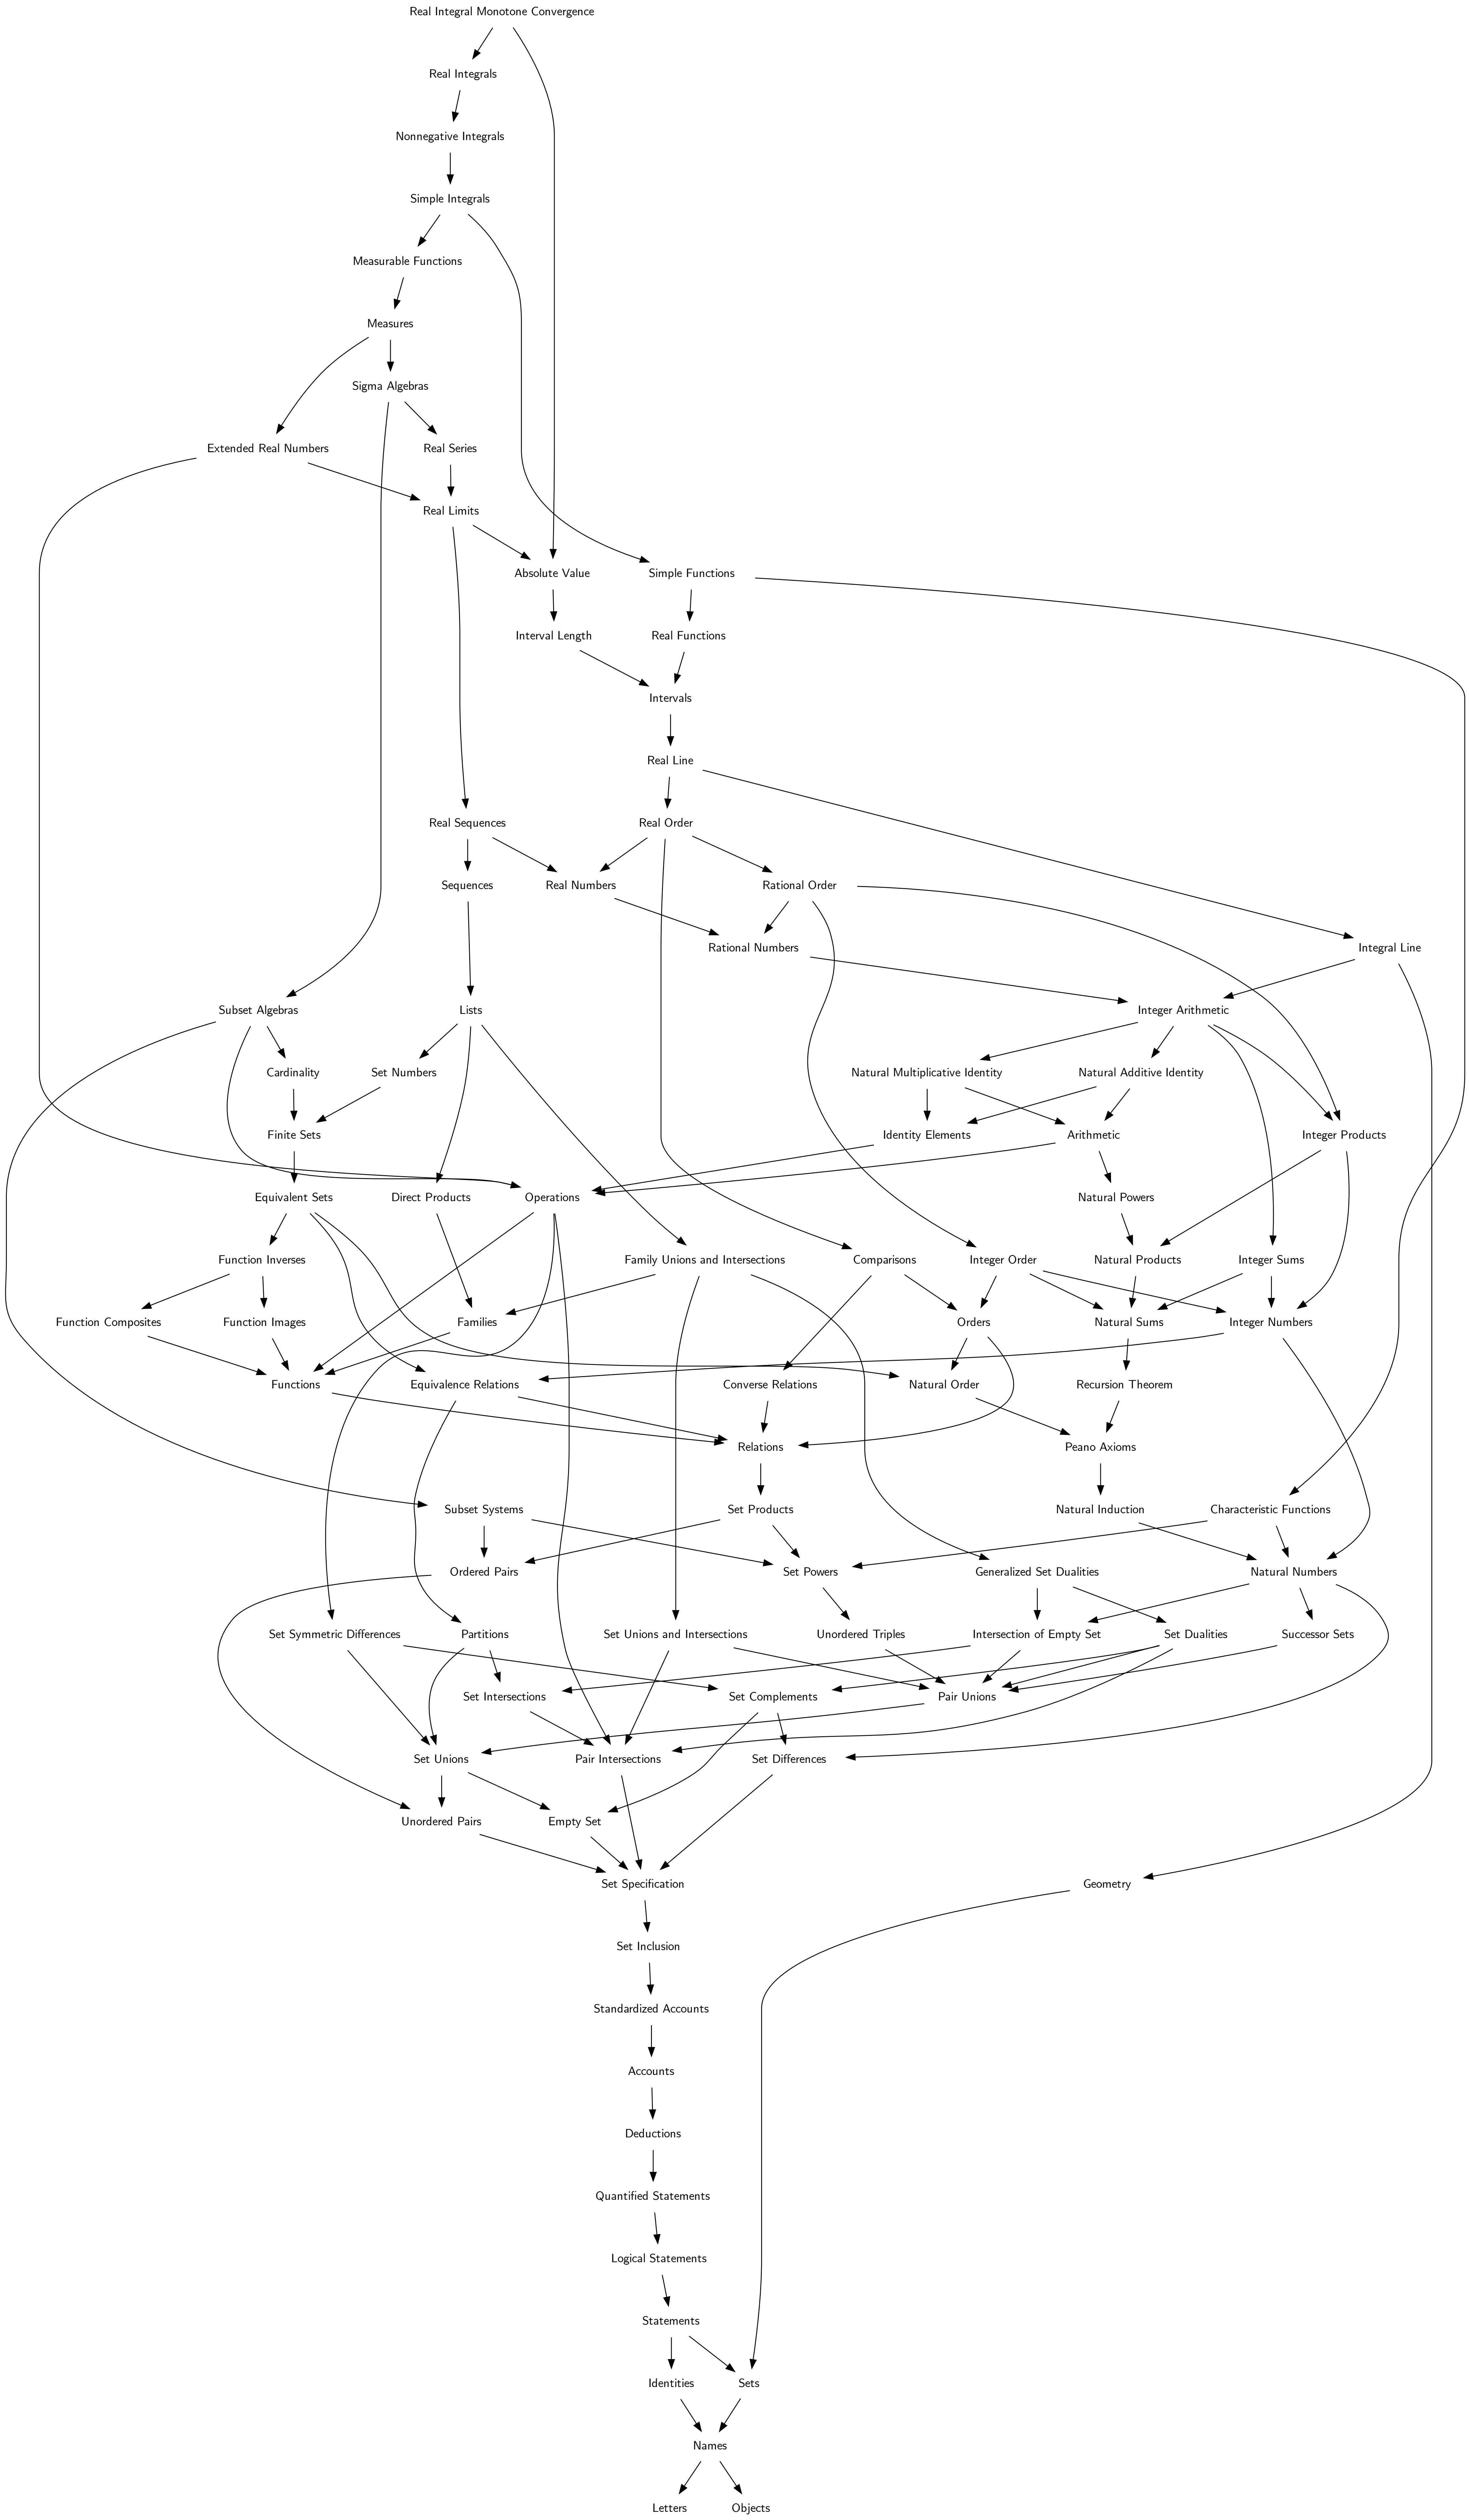 Real Integral Monotone Convergence
Real Integrals
Nonnegative Integrals
Simple Integrals
Measurable Functions
Measures
Sigma Algebras
Extended Real Numbers
Real Series
Real Limits
Absolute Value
Simple Functions
Interval Length
Real Functions
Intervals
Real Line
Real Sequences
Real Order
Sequences
Real Numbers
Rational Order
Rational Numbers
Integral Line
Subset Algebras
Lists
Integer Arithmetic
Cardinality
Set Numbers
Natural Multiplicative Identity
Natural Additive Identity
Finite Sets
Identity Elements
Arithmetic
Integer Products
Equivalent Sets
Direct Products
Operations
Natural Powers
Function Inverses
Family Unions and Intersections
Comparisons
Integer Order
Natural Products
Integer Sums
Function Composites
Function Images
Families
Orders
Natural Sums
Integer Numbers
Functions
Equivalence Relations
Converse Relations
Natural Order
Recursion Theorem
Relations
Peano Axioms
Subset Systems
Set Products
Natural Induction
Characteristic Functions
Ordered Pairs
Set Powers
Generalized Set Dualities
Natural Numbers
Set Symmetric Differences
Partitions
Set Unions and Intersections
Unordered Triples
Intersection of Empty Set
Set Dualities
Successor Sets
Set Intersections
Set Complements
Pair Unions
Set Unions
Pair Intersections
Set Differences
Unordered Pairs
Empty Set
Set Specification
Geometry
Set Inclusion
Standardized Accounts
Accounts
Deductions
Quantified Statements
Logical Statements
Statements
Identities
Sets
Names
Letters
Objects